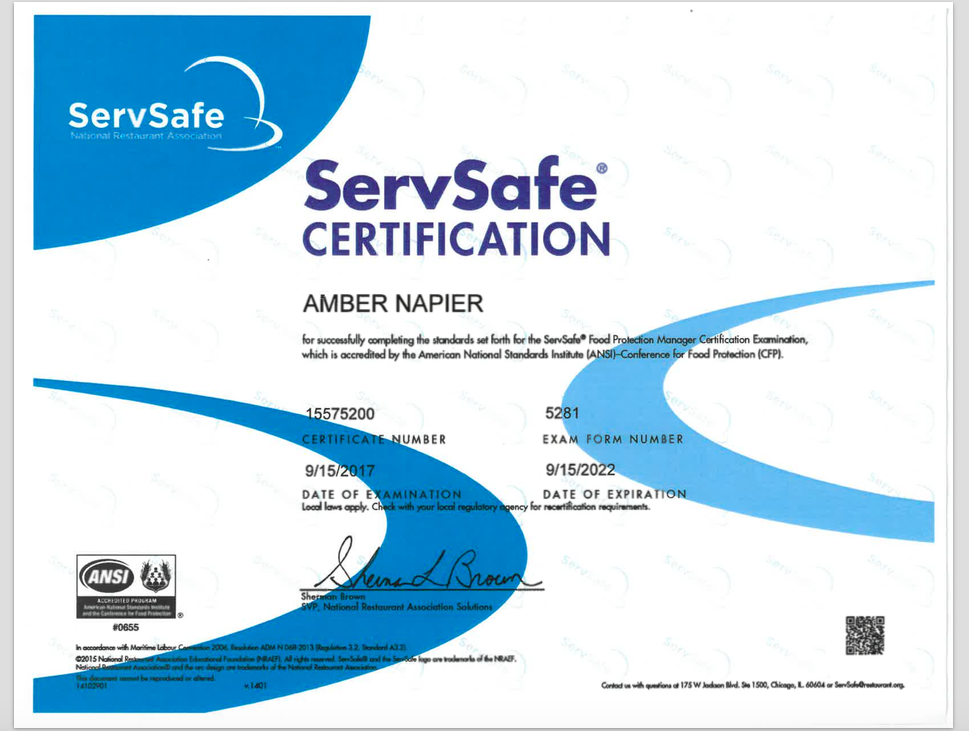 ServSafe
National Restaurant Association
™
ServSafe®
CERTIFICATION
AMBER NAPIER
for successfully completing the standards set forth for the ServSafe® Food Protection Manager Certification Examination,
which is accredited by the American National Standards Institute (ANSI)–Conference for Food Protection (CFP).
15575200
5281
CERTIFICATE NUMBER
EXAM FORM NUMBER
9/15/2017
9/15/2022
DATE OF EXAMINATION
DATE OF EXPIRATION
Local laws apply. Check with your local regulatory agency for recertification requirements.
Sherman Brown
SVP, National Restaurant Association Solutions
ANSI
ACCREDITED PROGRAM
American National Standards Institute
and the Conference for Food Protection
®
#0655
In accordance with Maritime Labour Convention 2006, Resolution ADM N 068-2013 (Regulation 3.2, Standard A3.2).
©2015 National Restaurant Association Educational Foundation (NRAEF). All rights reserved. ServSafe® and the ServSafe logo are trademarks of the NRAEF.
National Restaurant Association® and the arc design are trademarks of the National Restaurant Association.
This document cannot be reproduced or altered.
14102901 v.1401
Contact us with questions at 175 W Jackson Blvd. Ste 1500, Chicago, IL 60604 or ServSafe@restaurant.org.